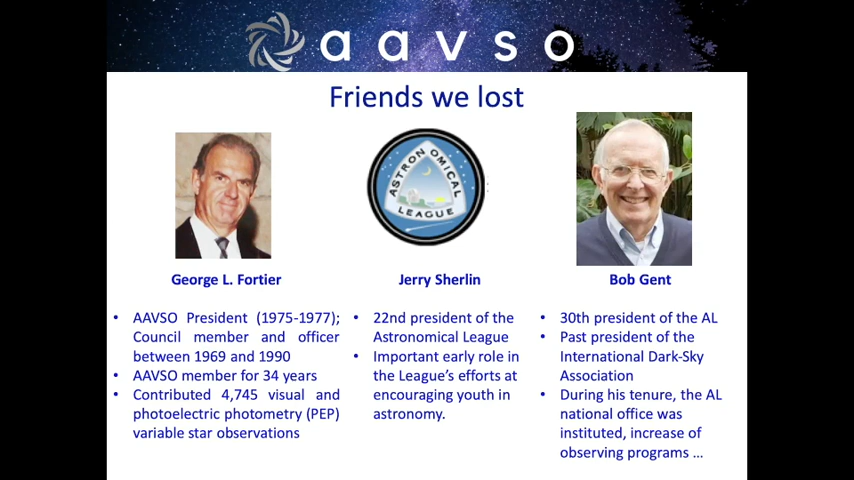 aavso
Friends we lost
ASTRONOMICAL
LEAGUE
George L. Fortier
• AAVSO President (1975-1977);
Council member and officer
between 1969 and 1990
• AAVSO member for 34 years
• Contributed 4,745 visual and
photoelectric photometry (PEP)
variable star observations
Jerry Sherlin
• 22nd president of the
Astronomical League
• Important early role in
the League's efforts at
encouraging youth in
astronomy.
Bob Gent
• 30th president of the AL
• Past president of the
International Dark-Sky
Association
• During his tenure, the AL
national office was
instituted, increase of
observing programs ...